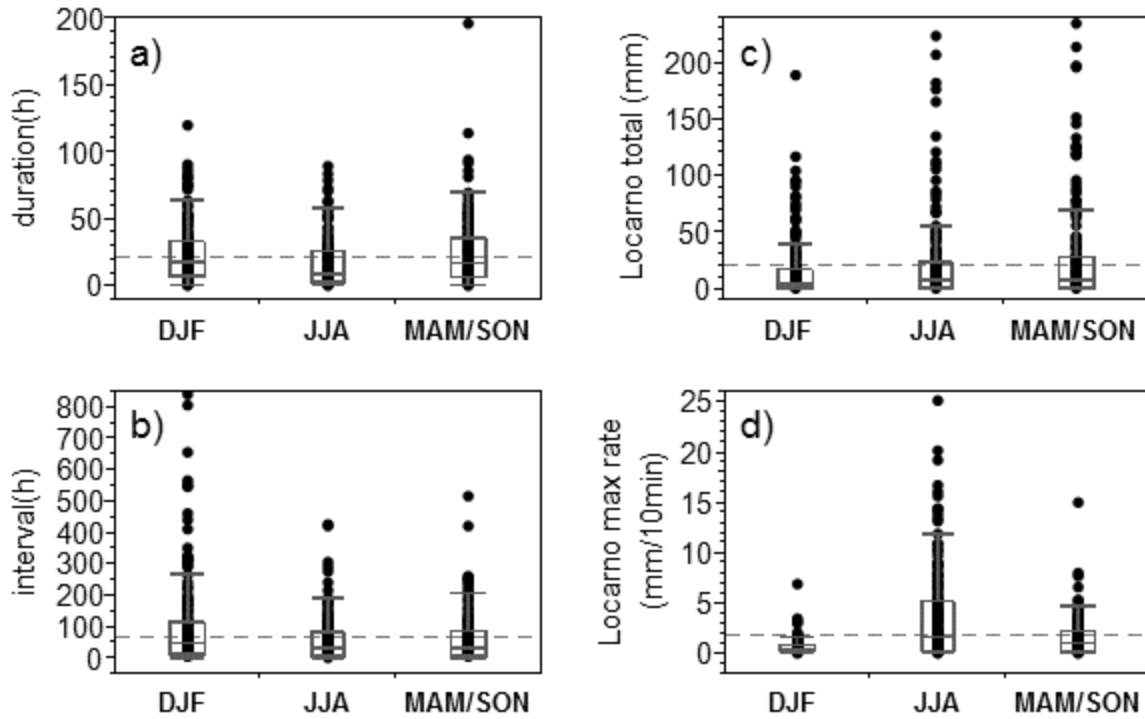 a)
duration(h)
200
150
100
50
0
DJF JJA MAM/SON
c)
Locarno total (mm)
200
150
100
50
0
DJF JJA MAM/SON
b)
interval(h)
800
700
600
500
400
300
200
100
0
DJF JJA MAM/SON
d)
Locarno max rate
(mm/10min)
25
20
15
10
5
0
DJF JJA MAM/SON